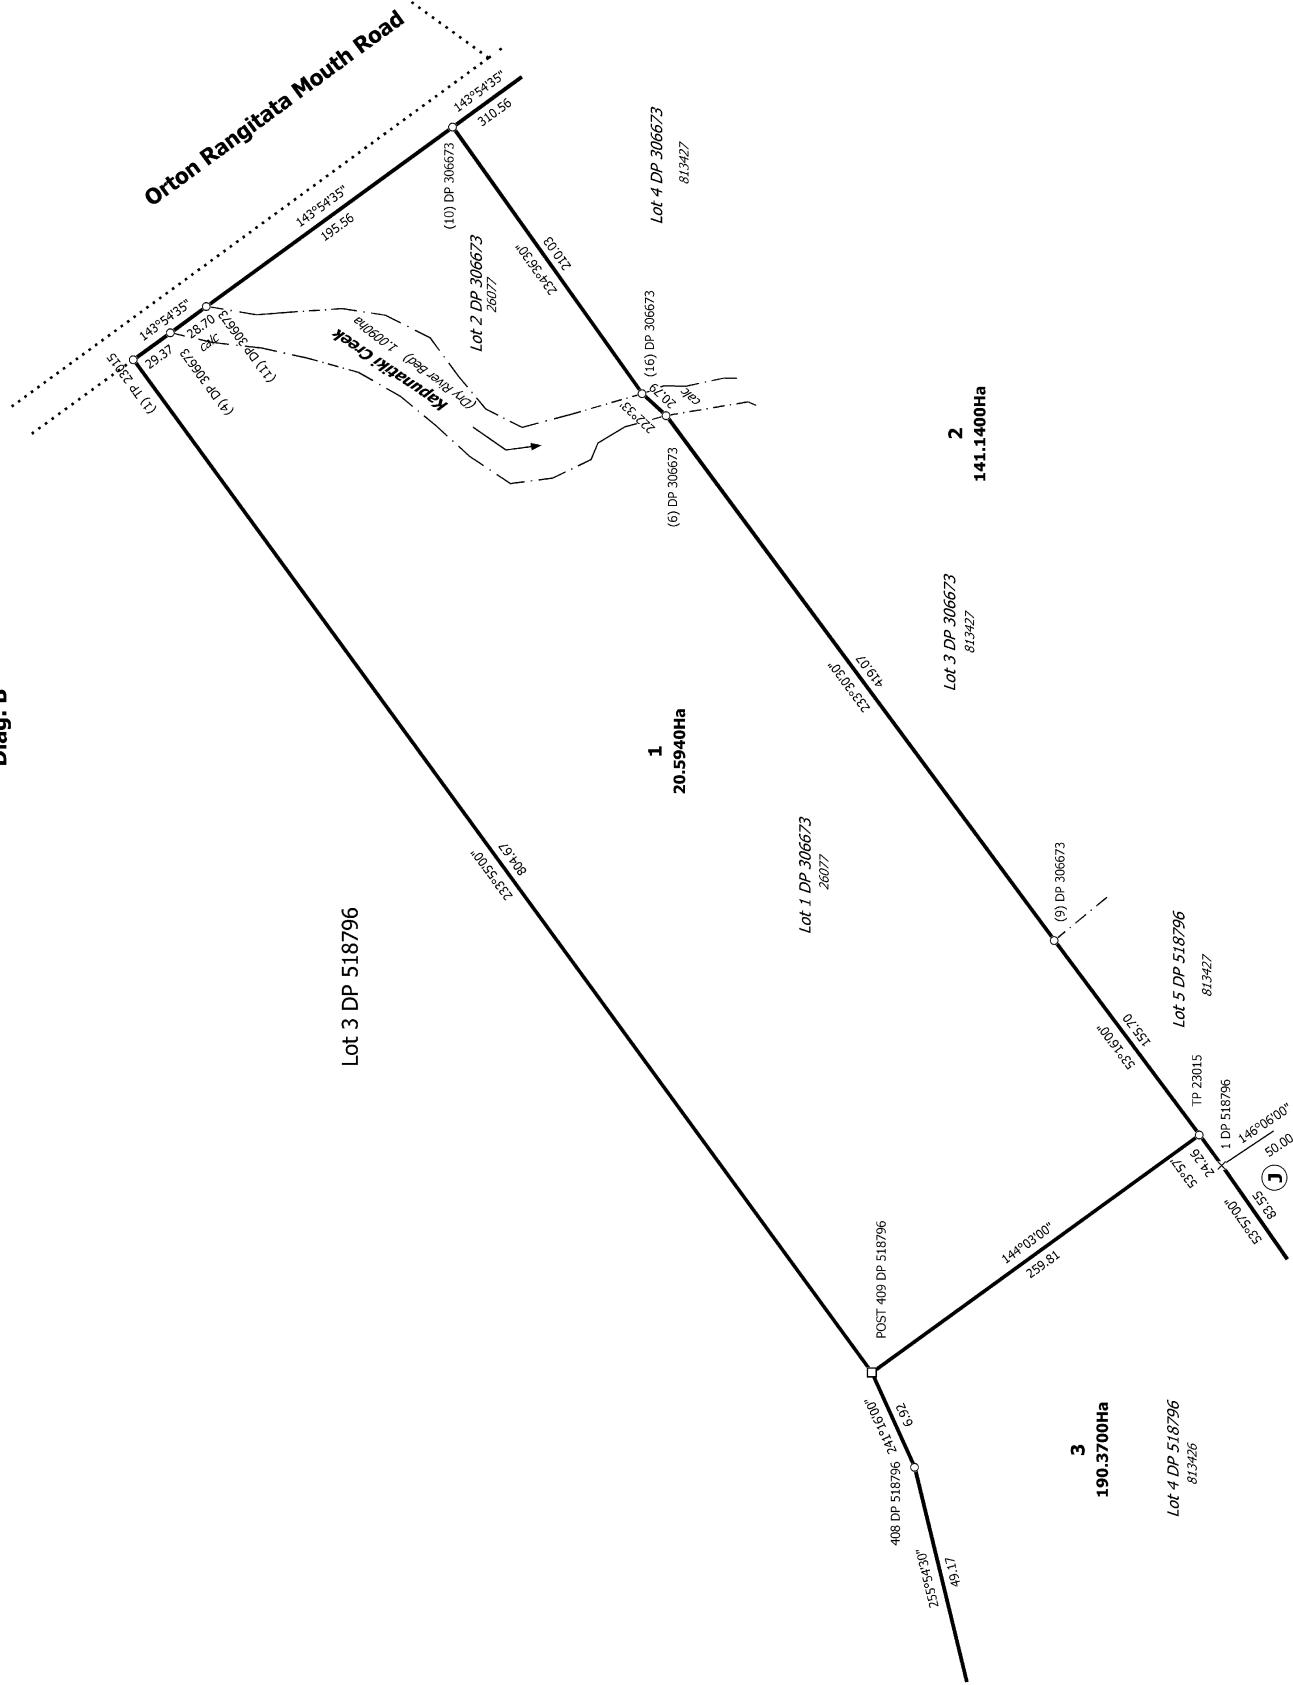 Diag. B
Orton Rangitata Mouth Road
143°54'35"
310.56
(10) DP 306673
143°54'35"
195.56
Lot 4 DP 306673
813427
Lot 2 DP 306673
26077
143°54'35"
29.37
28.70
calc
(1) TP 23015
(4) DP 306673
(11) DP 306673
Kapunatiki Creek
(Dry River Bed) 1.0090ha
234°36'30"
210.03
(16) DP 306673
222°33'
20.79
calc
(6) DP 306673
2
141.1400Ha
Lot 3 DP 306673
813427
233°30'30"
419.07
1
20.5940Ha
Lot 1 DP 306673
26077
233°55'00"
804.67
Lot 3 DP 518796
(9) DP 306673
Lot 5 DP 518796
813427
53°16'00"
155.70
TP 23015
1 DP 518796
146°06'00"
50.00
J
53°57'
24.26
53°57'00"
83.55
144°03'00"
259.81
POST 409 DP 518796
241°16'00"
6.92
408 DP 518796
255°54'30"
49.17
3
190.3700Ha
Lot 4 DP 518796
813426